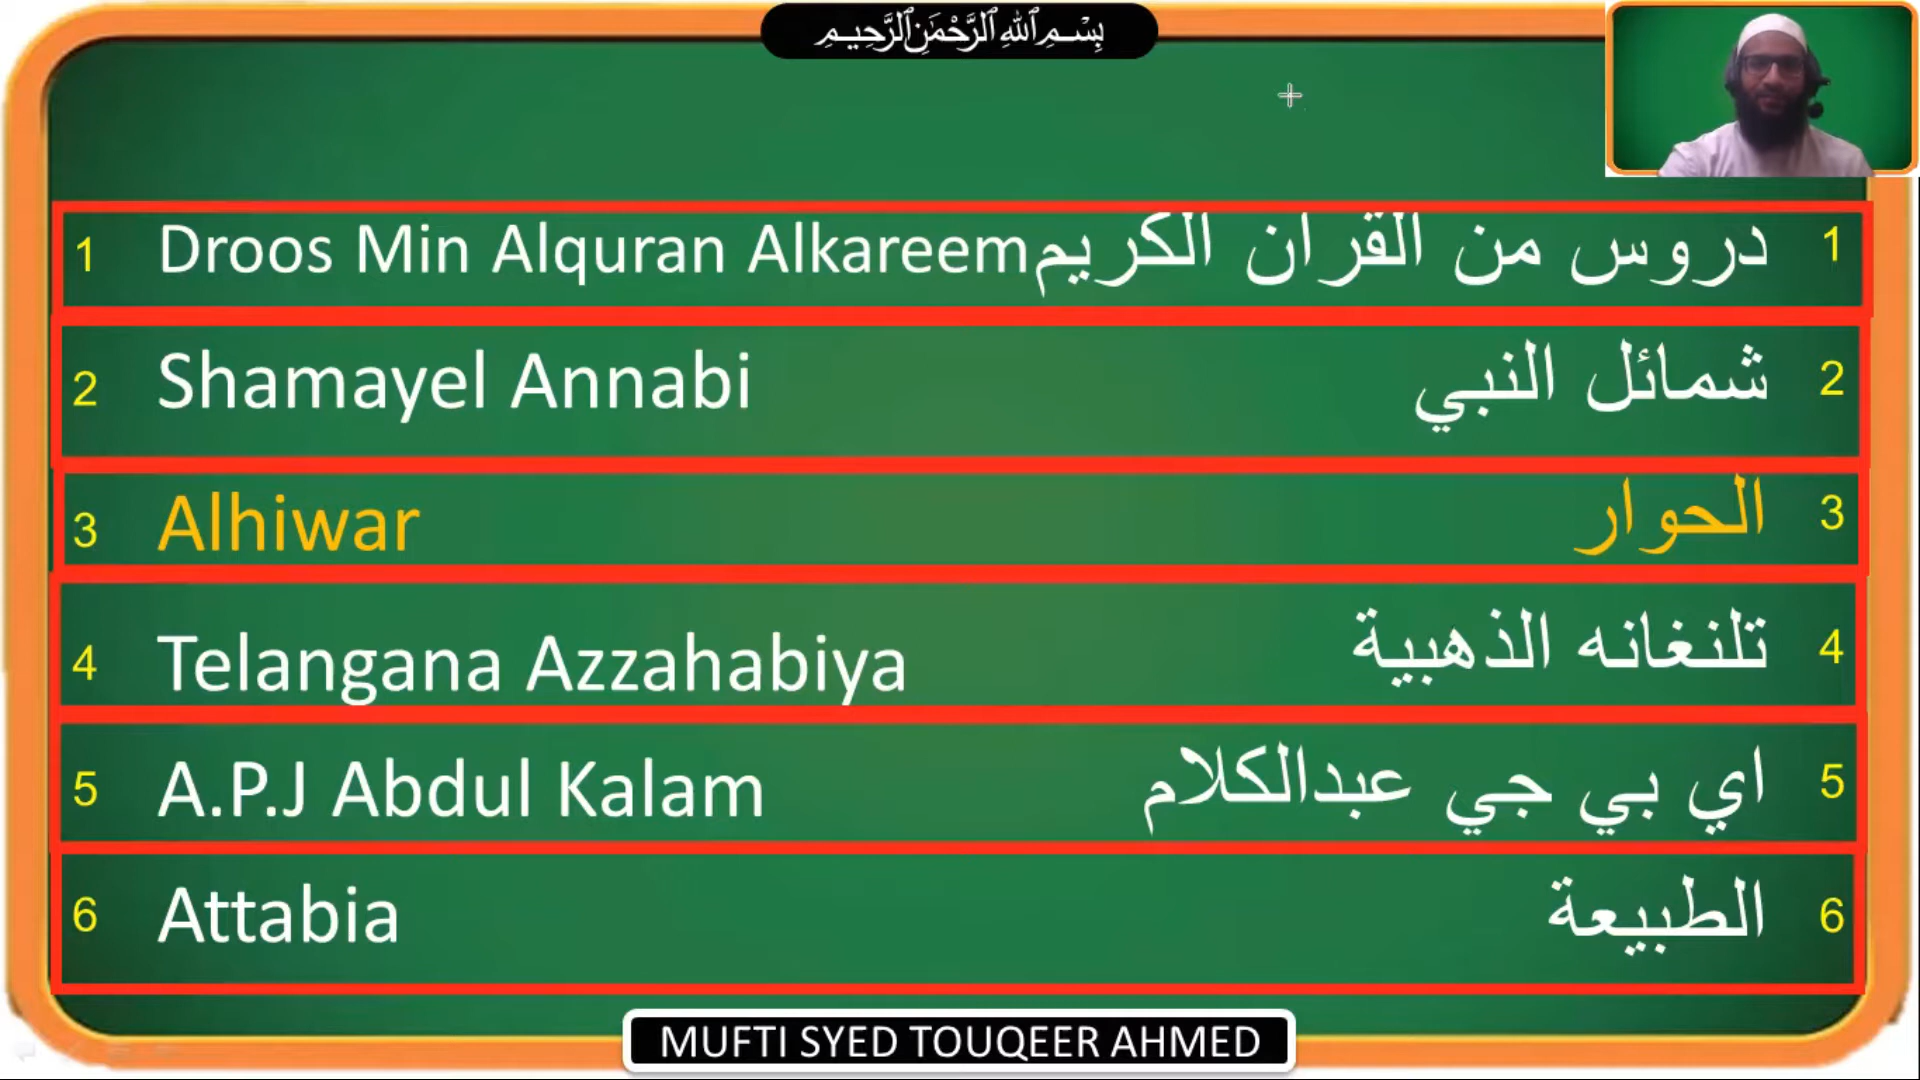 بِسْمِ اللهِ الرَّحْمٰنِ الرَّحِيمِ
1 Droos Min Alquran Alkareem دروس من القران الكريم 1
2 Shamayel Annabi شمائل النبي 2
3 Alhiwar الحوار 3
4 Telangana Azzahabiya تلنغانه الذهبية 4
5 A.P.J Abdul Kalam اي بي جي عبدالكلام 5
6 Attabia الطبيعة 6
MUFTI SYED TOUQEER AHMED